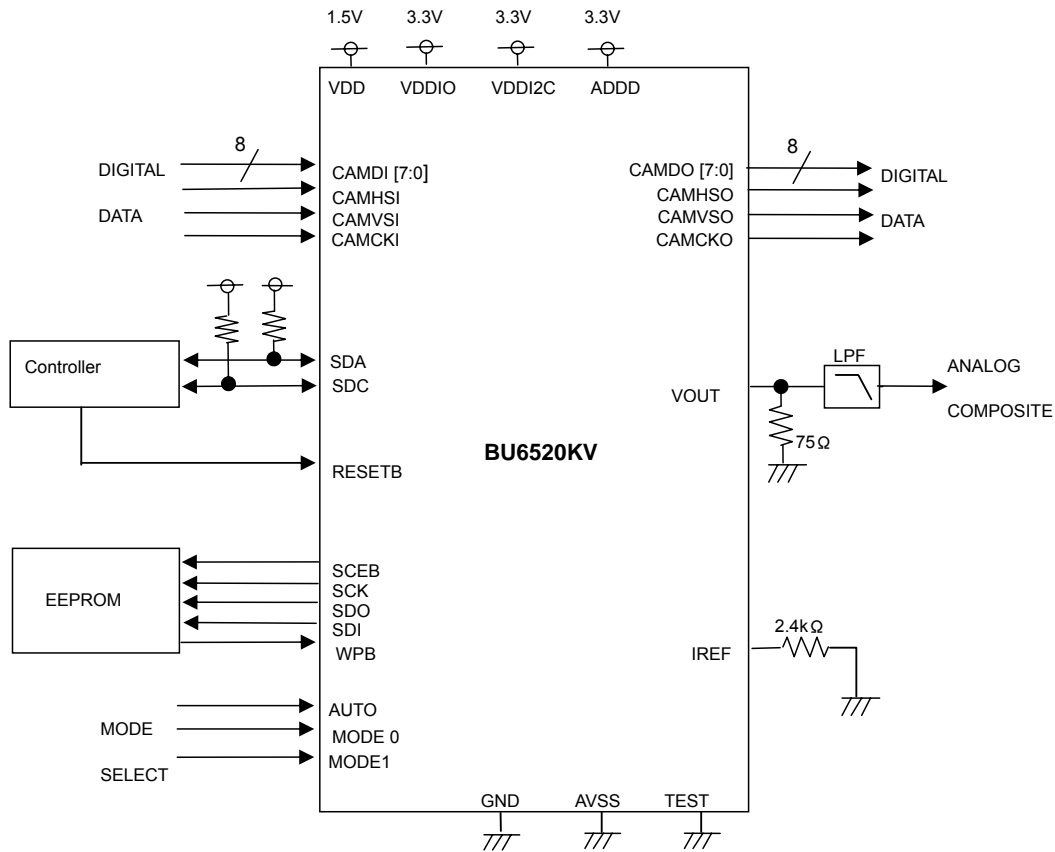 1.5V 3.3V 3.3V 3.3V
VDD VDDIO VDDI2C ADDD
8
DIGITAL
DATA
CAMDI [7:0]
CAMHSI
CAMVSI
CAMCKI
CAMDO [7:0]
CAMHSO
CAMVSO
CAMCKO
8
DIGITAL
DATA
Controller
SDA
SDC
RESETB
VOUT
LPF
ANALOG
COMPOSITE
75Ω
BU6520KV
EEPROM
SCEB
SCK
SDO
SDI
WPB
IREF
2.4kΩ
MODE
SELECT
AUTO
MODE 0
MODE1
GND AVSS TEST